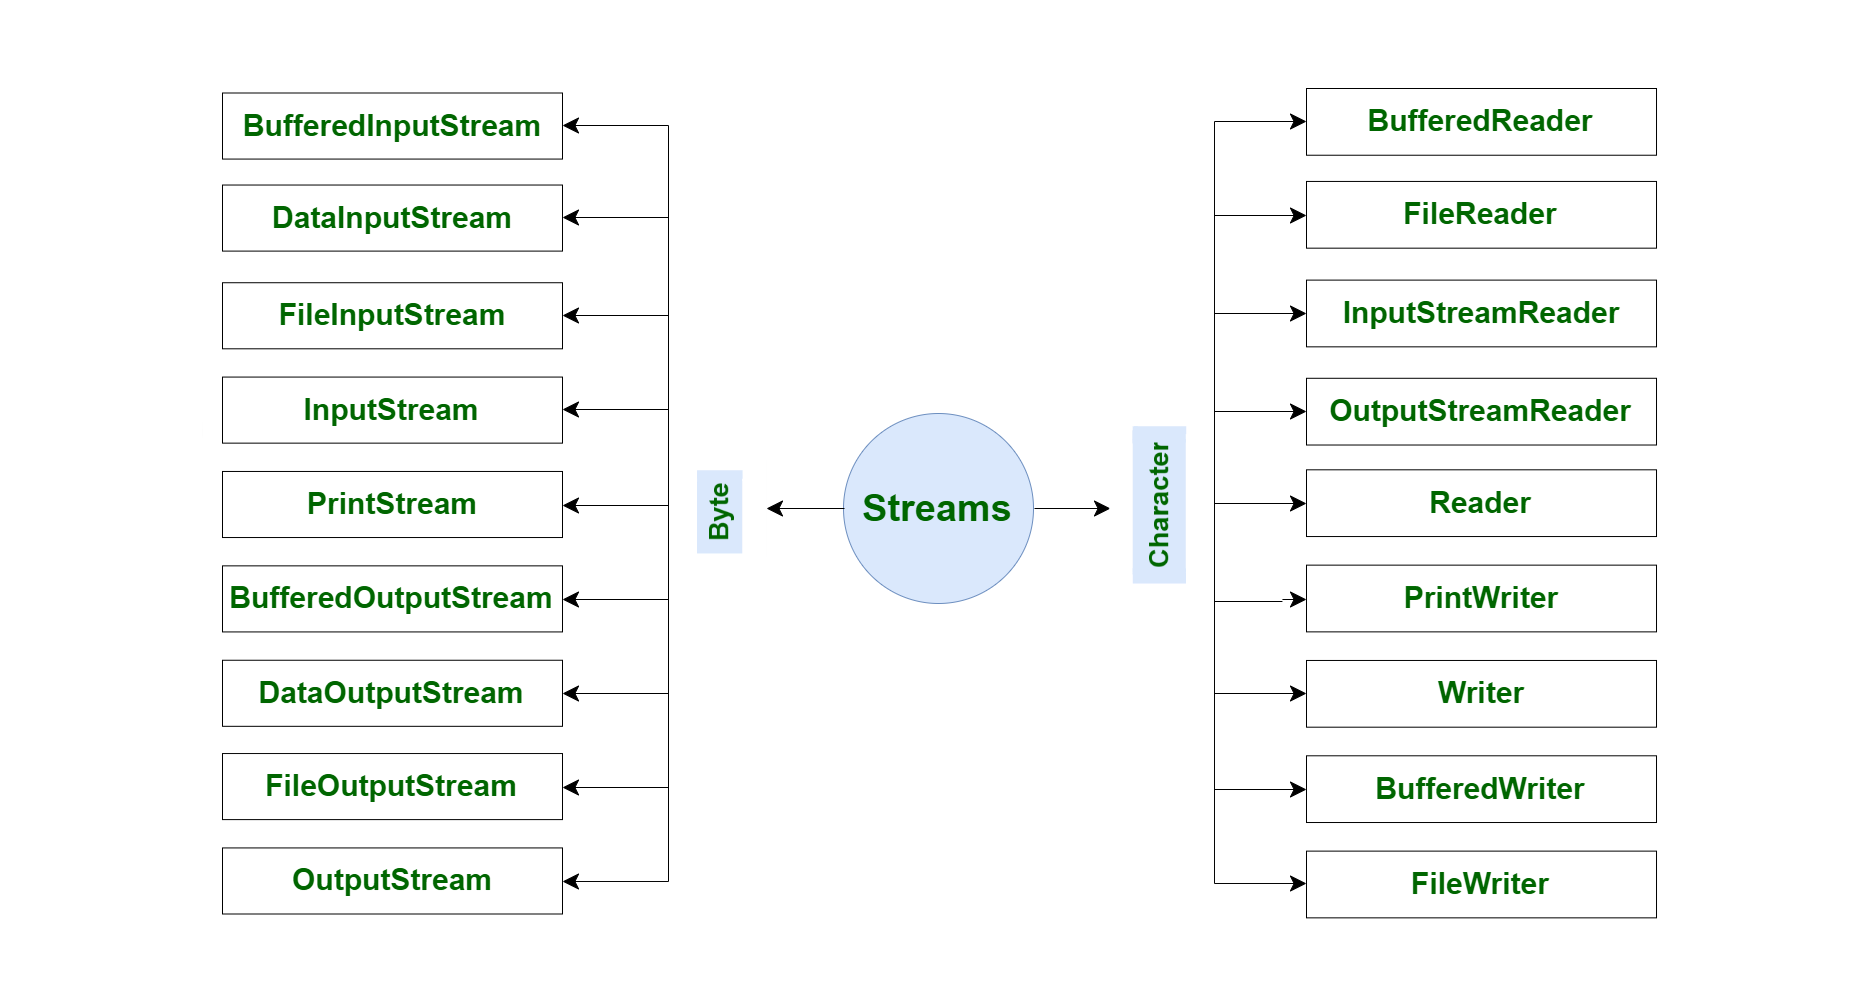 BufferedInputStream
DataInputStream
FileInputStream
InputStream
PrintStream
BufferedOutputStream
DataOutputStream
FileOutputStream
OutputStream
Byte
Streams
Character
BufferedReader
FileReader
InputStreamReader
OutputStreamReader
Reader
PrintWriter
Writer
BufferedWriter
FileWriter